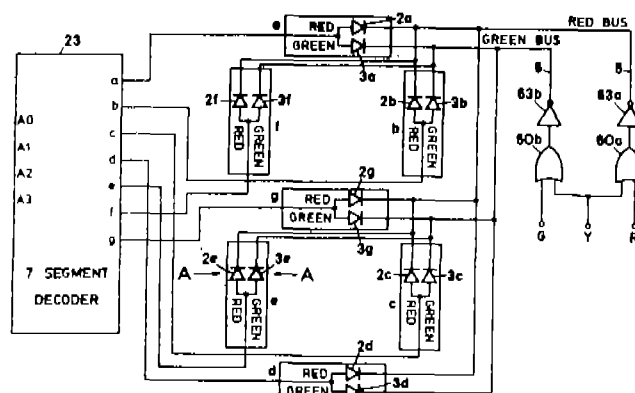 23
e RED 2a RED BUS
GREEN GREEN BUS
3a
a
b
c
d
e
f
g
A0
A1
A2
A3
7 SEGMENT
DECODER
2f 3f
f
RED GREEN
2b 3b
b
RED GREEN
5 5
63b 63a
60b 60a
G Y R
2g
g RED
GREEN
3g
2e 3e
A A
e
RED GREEN
2c 3c
c
RED GREEN
2d
d RED
GREEN 3d